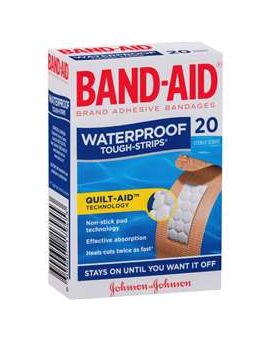 BAND-AID®
BRAND ADHESIVE BANDAGES
WATERPROOF 20
TOUGH-STRIPS®
QUILT-AID™
TECHNOLOGY
Non-stick pad
technology
Effective absorption
Heals cuts twice as fast
STAYS ON UNTIL YOU WANT IT OFF
Johnson & Johnson